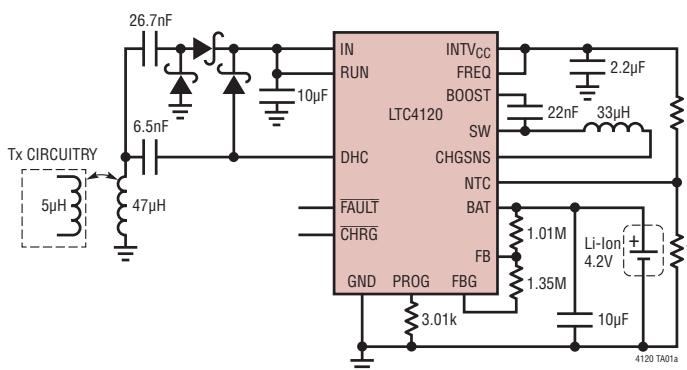 26.7nF
IN
RUN
10µF
6.5nF
DHC
Tx CIRCUITRY
5µH
47µH
FAULT
CHRG
LTC4120
INTVCC
FREQ
BOOST
SW
CHGSNS
NTC
BAT
FB
GND
PROG
FBG
2.2µF
22nF
33µH
1.01M
1.35M
Li-Ion
4.2V
+
3.01k
10µF
4120 TA01a